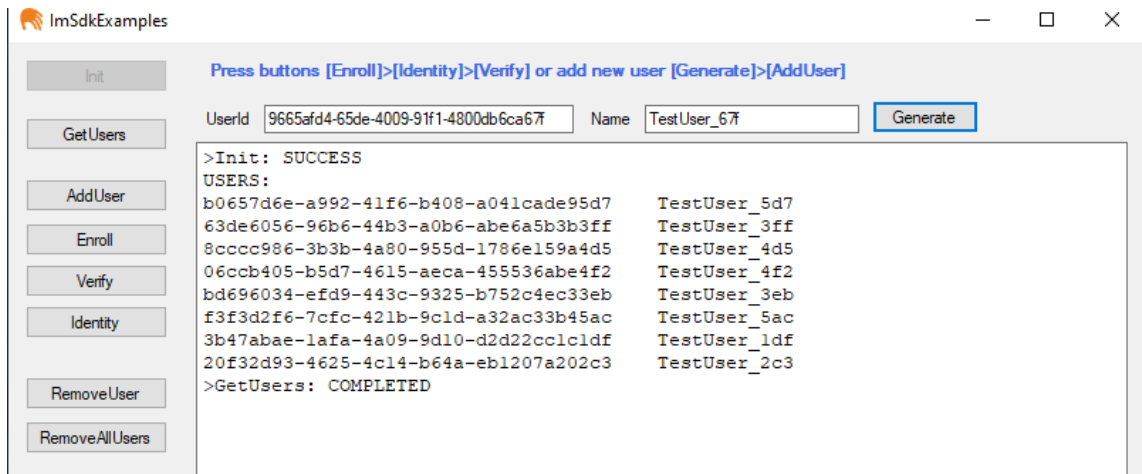 ImSdkExamples
Init
Press buttons [Enroll]>[Identity]>[Verify] or add new user [Generate]>[AddUser]
UserId 9665afd4-65de-4009-91f1-4800db6ca67f Name TestUser_67f Generate
GetUsers
AddUser
Enroll
Verify
Identity
RemoveUser
RemoveAllUsers
>Init: SUCCESS
USERS:
b0657d6e-a992-41f6-b408-a041cade95d7 TestUser_5d7
63de6056-96b6-44b3-a0b6-abe6a5b3b3ff TestUser_3ff
8cccc986-3b3b-4a80-955d-1786e159a4d5 TestUser_4d5
06ccb405-b5d7-4615-aeca-455536abe4f2 TestUser_4f2
bd696034-efd9-443c-9325-b752c4ec33eb TestUser_3eb
f3f3d2f6-7cfc-421b-9c1d-a32ac33b45ac TestUser_5ac
3b47abae-1afa-4a09-9d10-d2d22cc1c1df TestUser_1df
20f32d93-4625-4c14-b64a-eb1207a202c3 TestUser_2c3
>GetUsers: COMPLETED